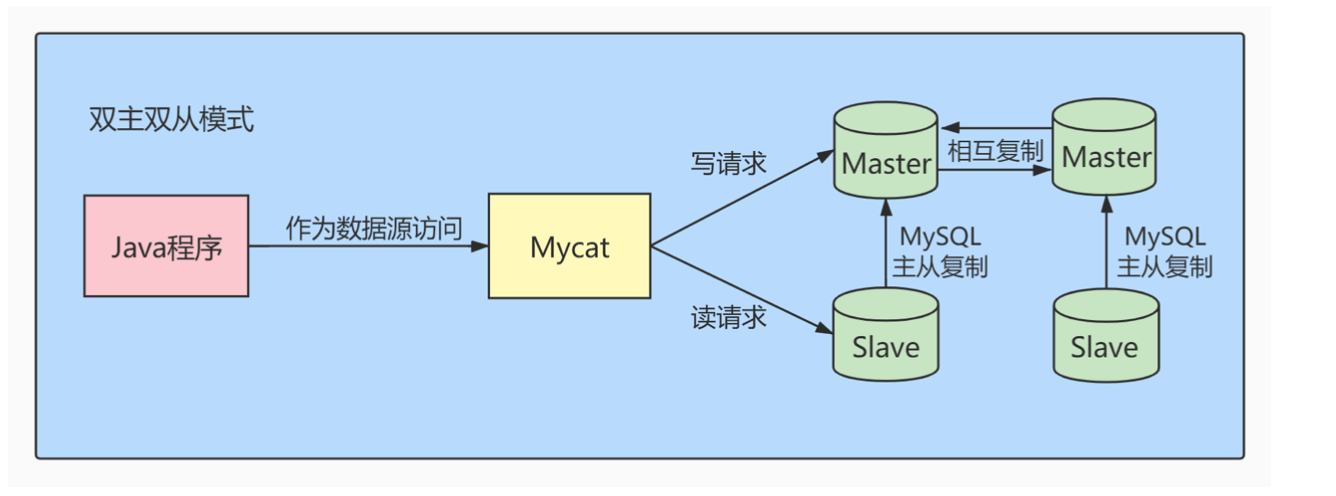 双主双从模式
Java程序
作为数据源访问
Mycat
写请求
读请求
Master
相互复制
Master
MySQL
主从复制
MySQL
主从复制
Slave
Slave